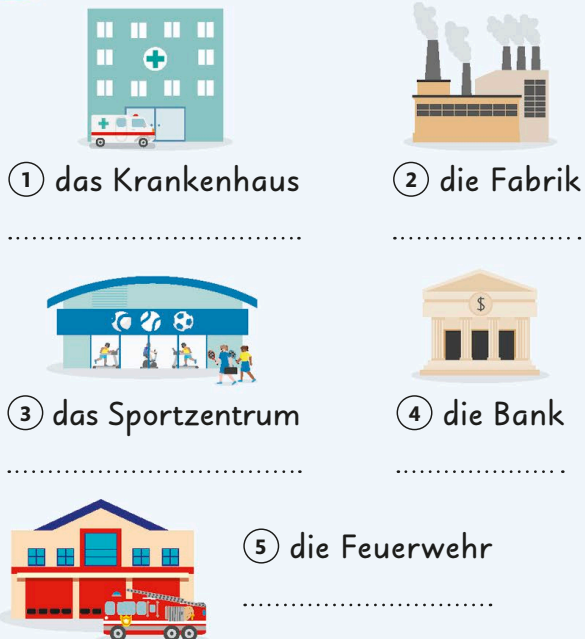 1 das Krankenhaus
2 die Fabrik
3 das Sportzentrum
$
4 die Bank
5 die Feuerwehr